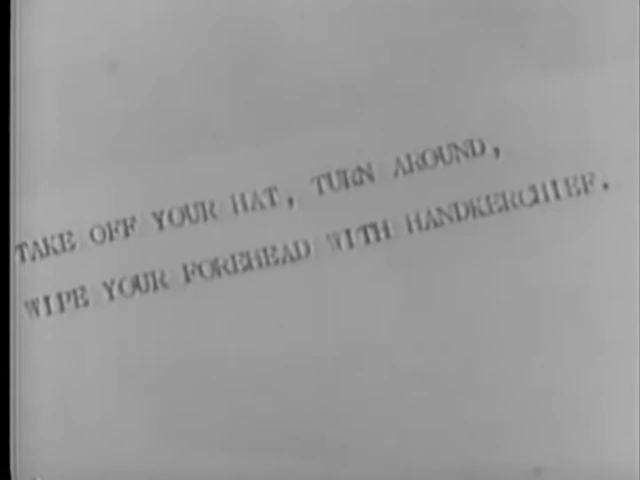 TAKE OFF YOUR HAT, TURN AROUND,
WIPE YOUR FOREHEAD WITH HANDKERCHIEF.